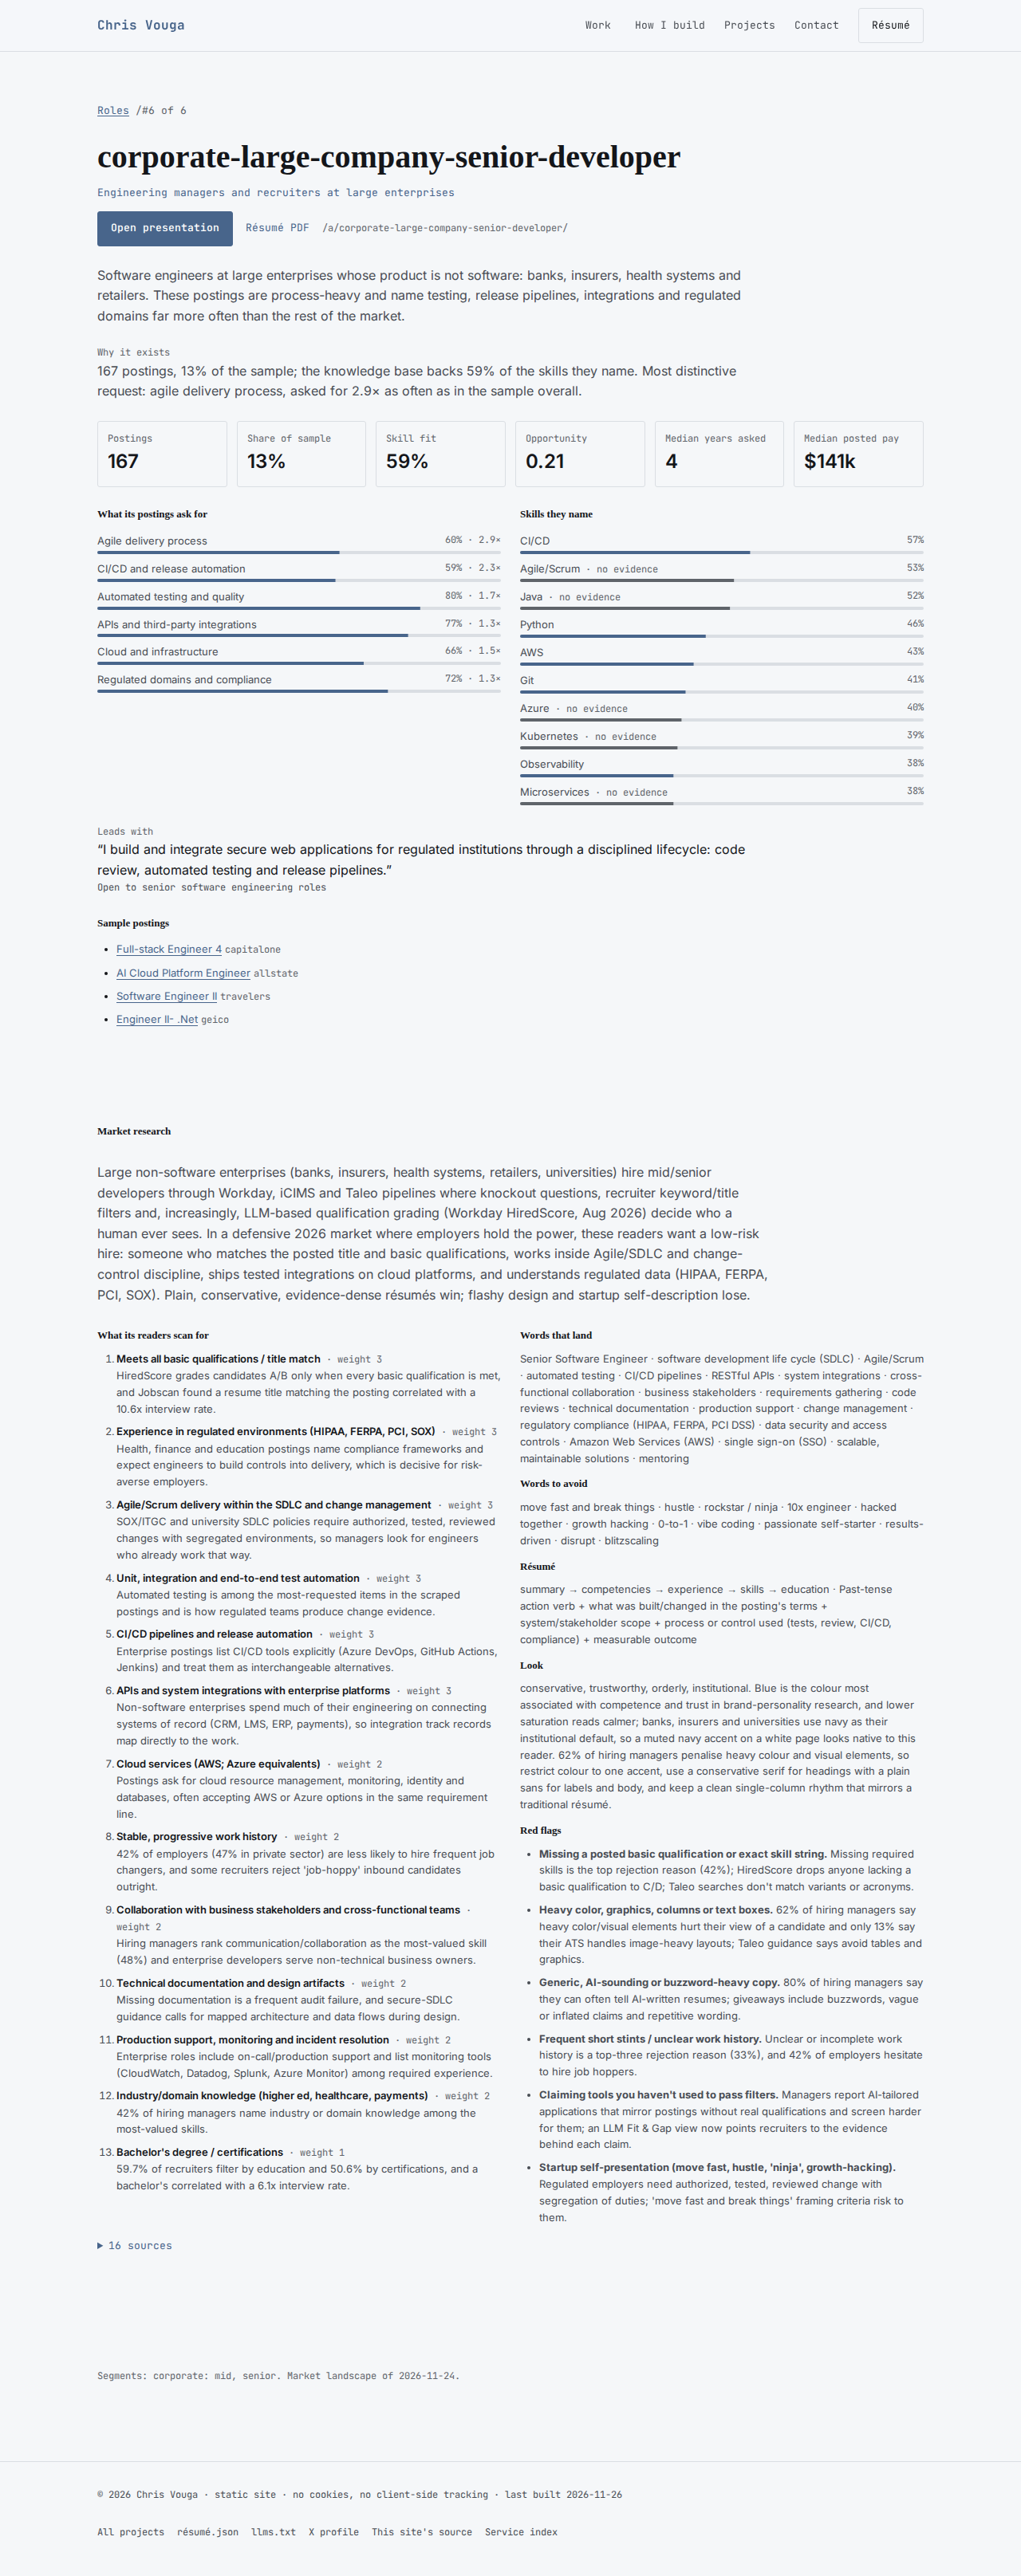 Chris Vouga
Work How I build Projects Contact Résumé
Roles /#6 of 6
corporate-large-company-senior-developer
Engineering managers and recruiters at large enterprises
Open presentation Résumé PDF /a/corporate-large-company-senior-developer/
Software engineers at large enterprises whose product is not software: banks, insurers, health systems and
retailers. These postings are process-heavy and name testing, release pipelines, integrations and regulated
domains far more often than the rest of the market.
Why it exists
167 postings, 13% of the sample; the knowledge base backs 59% of the skills they name. Most distinctive
request: agile delivery process, asked for 2.9× as often as in the sample overall.
Postings
167
Share of sample
13%
Skill fit
59%
Opportunity
0.21
Median years asked
4
Median posted pay
$141k
What its postings ask for
Agile delivery process 60% · 2.9×
CI/CD and release automation 59% · 2.3×
Automated testing and quality 80% · 1.7×
APIs and third-party integrations 77% · 1.3×
Cloud and infrastructure 66% · 1.5×
Regulated domains and compliance 72% · 1.3×
Skills they name
CI/CD 57%
Agile/Scrum · no evidence 53%
Java · no evidence 52%
Python 46%
AWS 43%
Git 41%
Azure · no evidence 40%
Kubernetes · no evidence 39%
Observability 38%
Microservices · no evidence 38%
Leads with
“I build and integrate secure web applications for regulated institutions through a disciplined lifecycle: code
review, automated testing and release pipelines.”
Open to senior software engineering roles
Sample postings
• Full-stack Engineer 4 capitalone
• AI Cloud Platform Engineer allstate
• Software Engineer II travelers
• Engineer II- .Net geico
Market research
Large non-software enterprises (banks, insurers, health systems, retailers, universities) hire mid/senior
developers through Workday, iCIMS and Taleo pipelines where knockout questions, recruiter keyword/title
filters and, increasingly, LLM-based qualification grading (Workday HiredScore, Aug 2026) decide who a
human ever sees. In a defensive 2026 market where employers hold the power, these readers want a low-risk
hire: someone who matches the posted title and basic qualifications, works inside Agile/SDLC and change-
control discipline, ships tested integrations on cloud platforms, and understands regulated data (HIPAA, FERPA,
PCI, SOX). Plain, conservative, evidence-dense résumés win; flashy design and startup self-description lose.
What its readers scan for
1. Meets all basic qualifications / title match · weight 3
HiredScore grades candidates A/B only when every basic qualification is met,
and Jobscan found a resume title matching the posting correlated with a
10.6x interview rate.
2. Experience in regulated environments (HIPAA, FERPA, PCI, SOX) · weight 3
Health, finance and education postings name compliance frameworks and
expect engineers to build controls into delivery, which is decisive for risk-
averse employers.
3. Agile/Scrum delivery within the SDLC and change management · weight 3
SOX/ITGC and university SDLC policies require authorized, tested, reviewed
changes with segregated environments, so managers look for engineers
who already work that way.
4. Unit, integration and end-to-end test automation · weight 3
Automated testing is among the most-requested items in the scraped
postings and is how regulated teams produce change evidence.
5. CI/CD pipelines and release automation · weight 3
Enterprise postings list CI/CD tools explicitly (Azure DevOps, GitHub Actions,
Jenkins) and treat them as interchangeable alternatives.
6. APIs and system integrations with enterprise platforms · weight 3
Non-software enterprises spend much of their engineering on connecting
systems of record (CRM, LMS, ERP, payments), so integration track records
map directly to the work.
7. Cloud services (AWS; Azure equivalents) · weight 2
Postings ask for cloud resource management, monitoring, identity and
databases, often accepting AWS or Azure options in the same requirement
line.
8. Stable, progressive work history · weight 2
42% of employers (47% in private sector) are less likely to hire frequent job
changers, and some recruiters reject 'job-hoppy' inbound candidates
outright.
9. Collaboration with business stakeholders and cross-functional teams ·
weight 2
Hiring managers rank communication/collaboration as the most-valued skill
(48%) and enterprise developers serve non-technical business owners.
10. Technical documentation and design artifacts · weight 2
Missing documentation is a frequent audit failure, and secure-SDLC
guidance calls for mapped architecture and data flows during design.
11. Production support, monitoring and incident resolution · weight 2
Enterprise roles include on-call/production support and list monitoring tools
(CloudWatch, Datadog, Splunk, Azure Monitor) among required experience.
12. Industry/domain knowledge (higher ed, healthcare, payments) · weight 2
42% of hiring managers name industry or domain knowledge among the
most-valued skills.
13. Bachelor's degree / certifications · weight 1
59.7% of recruiters filter by education and 50.6% by certifications, and a
bachelor's correlated with a 6.1x interview rate.
Words that land
Senior Software Engineer · software development life cycle (SDLC) · Agile/Scrum
· automated testing · CI/CD pipelines · RESTful APIs · system integrations · cross-
functional collaboration · business stakeholders · requirements gathering · code
reviews · technical documentation · production support · change management ·
regulatory compliance (HIPAA, FERPA, PCI DSS) · data security and access
controls · Amazon Web Services (AWS) · single sign-on (SSO) · scalable,
maintainable solutions · mentoring
Words to avoid
move fast and break things · hustle · rockstar / ninja · 10x engineer · hacked
together · growth hacking · 0-to-1 · vibe coding · passionate self-starter · results-
driven · disrupt · blitzscaling
Résumé
summary → competencies → experience → skills → education · Past-tense
action verb + what was built/changed in the posting's terms +
system/stakeholder scope + process or control used (tests, review, CI/CD,
compliance) + measurable outcome
Look
conservative, trustworthy, orderly, institutional. Blue is the colour most
associated with competence and trust in brand-personality research, and lower
saturation reads calmer; banks, insurers and universities use navy as their
institutional default, so a muted navy accent on a white page looks native to this
reader. 62% of hiring managers penalise heavy colour and visual elements, so
restrict colour to one accent, use a conservative serif for headings with a plain
sans for labels and body, and keep a clean single-column rhythm that mirrors a
traditional résumé.
Red flags
• Missing a posted basic qualification or exact skill string. Missing required
skills is the top rejection reason (42%); HiredScore drops anyone lacking a
basic qualification to C/D; Taleo searches don't match variants or acronyms.
• Heavy color, graphics, columns or text boxes. 62% of hiring managers say
heavy color/visual elements hurt their view of a candidate and only 13% say
their ATS handles image-heavy layouts; Taleo guidance says avoid tables and
graphics.
• Generic, AI-sounding or buzzword-heavy copy. 80% of hiring managers say
they can often tell AI-written resumes; giveaways include buzzwords, vague
or inflated claims and repetitive wording.
• Frequent short stints / unclear work history. Unclear or incomplete work
history is a top-three rejection reason (33%), and 42% of employers hesitate
to hire job hoppers.
• Claiming tools you haven't used to pass filters. Managers report AI-tailored
applications that mirror postings without real qualifications and screen harder
for them; an LLM Fit & Gap view now points recruiters to the evidence
behind each claim.
• Startup self-presentation (move fast, hustle, 'ninja', growth-hacking).
Regulated employers need authorized, tested, reviewed change with
segregation of duties; 'move fast and break things' framing criteria risk to
them.
▶ 16 sources
Segments: corporate: mid, senior. Market landscape of 2026-11-24.
© 2026 Chris Vouga · static site · no cookies, no client-side tracking · last built 2026-11-26
All projects résumé.json llms.txt X profile This site's source Service index